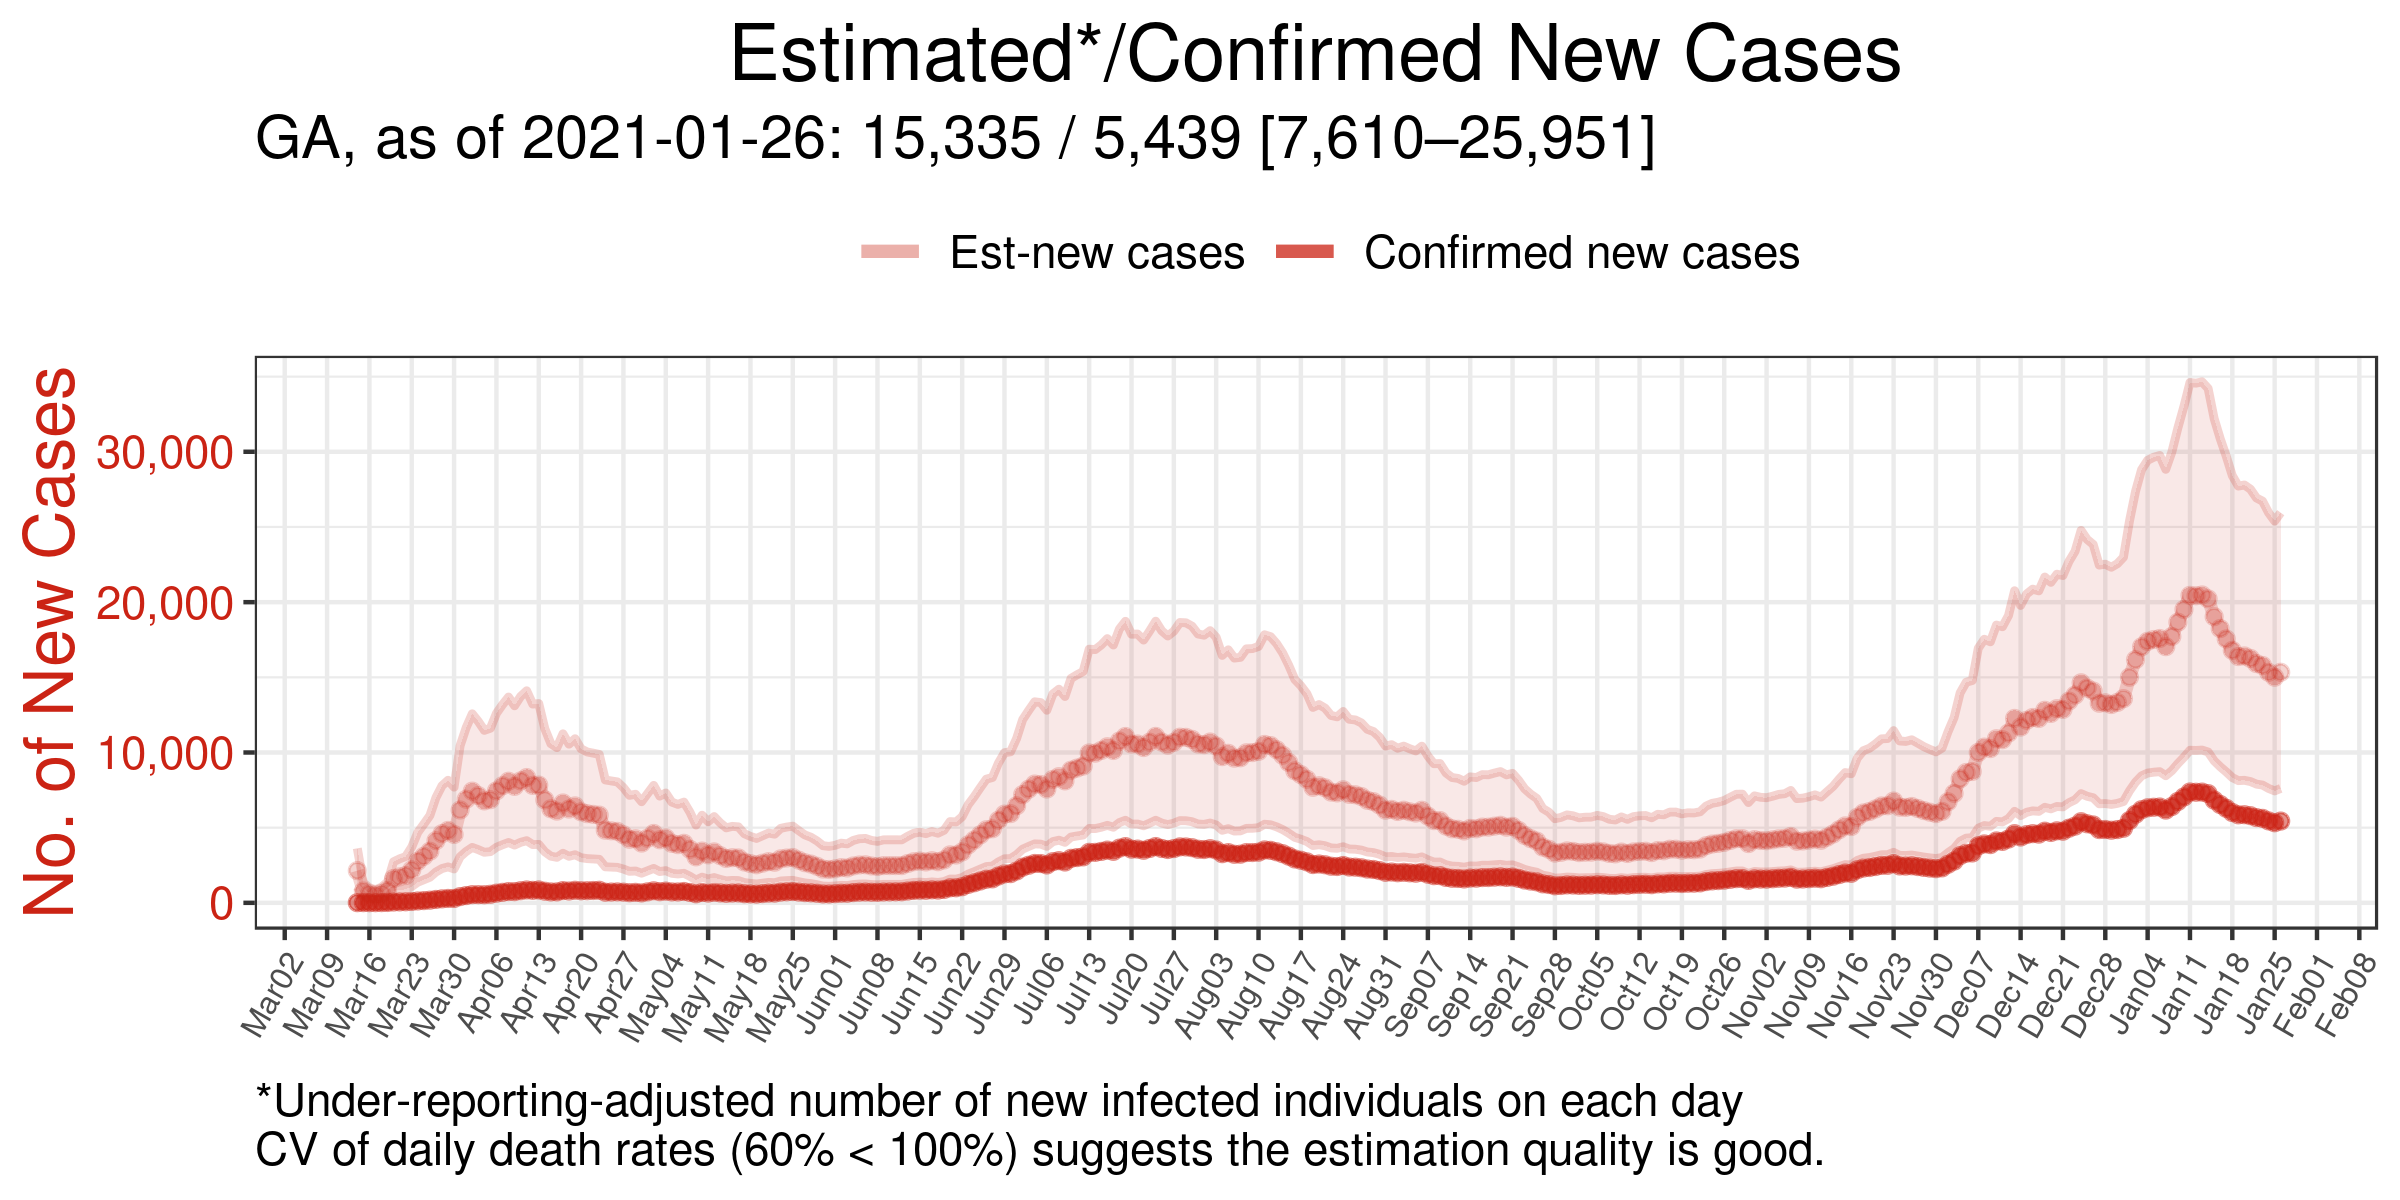 Estimated*/Confirmed New Cases
GA, as of 2021-01-26: 15,335 / 5,439 [7,610–25,951]
Est-new cases
Confirmed new cases
No. of New Cases
30,000
20,000
10,000
0
Mar02
Mar09
Mar16
Mar23
Mar30
Apr06
Apr13
Apr20
Apr27
May04
May11
May18
May25
Jun01
Jun08
Jun15
Jun22
Jun29
Jul06
Jul13
Jul20
Jul27
Aug03
Aug10
Aug17
Aug24
Aug31
Sep07
Sep14
Sep21
Sep28
Oct05
Oct12
Oct19
Oct26
Nov02
Nov09
Nov16
Nov23
Nov30
Dec07
Dec14
Dec21
Dec28
Jan04
Jan11
Jan18
Jan25
Feb01
Feb08
*Under-reporting-adjusted number of new infected individuals on each day
CV of daily death rates (60% < 100%) suggests the estimation quality is good.